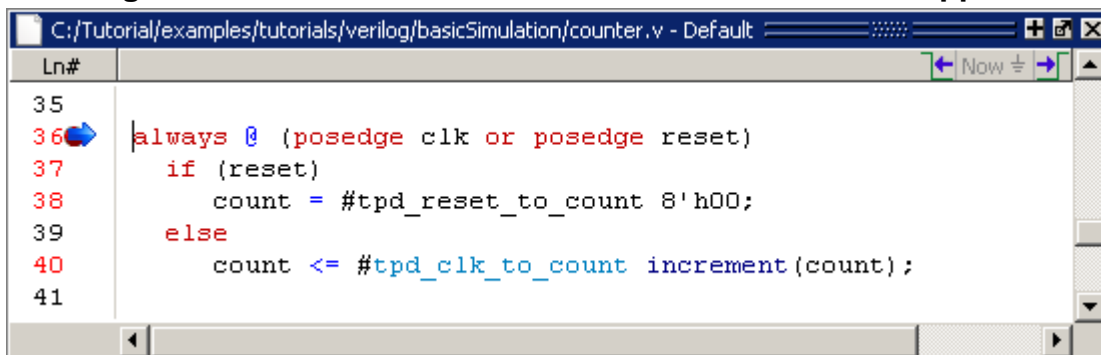 C:/Tutorial/examples/tutorials/verilog/basicSimulation/counter.v - Default
Ln#
Now
35
36 always @ (posedge clk or posedge reset)
37 if (reset)
38 count = #tpd_reset_to_count 8'h00;
39 else
40 count <= #tpd_clk_to_count increment(count);
41